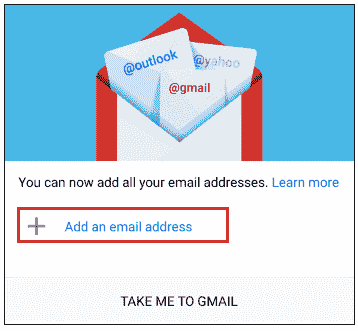 @outlook
@yahoo
@gmail
You can now add all your email addresses. Learn more
Add an email address
TAKE ME TO GMAIL